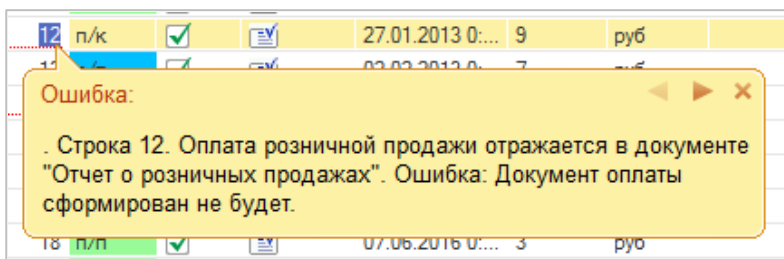 12 п/к 27.01.2013 0:... 9 руб
Ошибка:
. Строка 12. Оплата розничной продажи отражается в документе
"Отчет о розничных продажах". Ошибка: Документ оплаты
сформирован не будет.
18 п/п 07.06.2016 0:... 3 руб